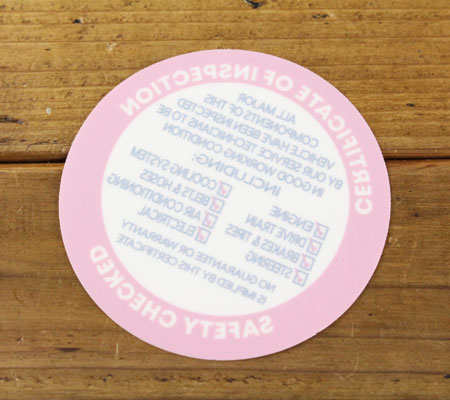 CERTIFICATE OF INSPECTION
ALL MAJOR
COMPONENTS OF THIS
VEHICLE HAVE BEEN INSPECTED
BY OUR SERVICE TECHNICIANS TO BE
IN GOOD WORKING CONDITION
INCLUDING:
ENGINE
DRIVE TRAIN
BRAKES & TIRES
STEERING
COOLING SYSTEM
BELTS & HOSES
AIR CONDITIONING
ELECTRICAL
NO GUARANTEE OR WARRANTY
IS IMPLIED BY THIS CERTIFICATE
SAFETY CHECKED